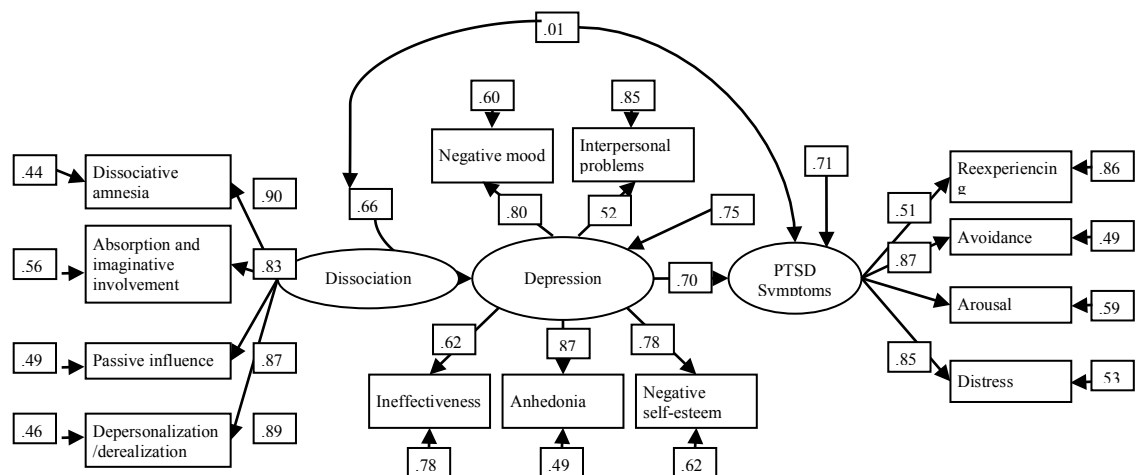 .01
.60
.85
Negative mood
Interpersonal
problems
.44
Dissociative
amnesia
.90
.66
.80
.52
.75
.71
Reexperiencin
g
.86
.51
.56
Absorption and
imaginative
involvement
.83
Dissociation
Depression
.70
PTSD
Symptoms
.87
Avoidance
.49
Arousal
.59
.49
Passive influence
.87
.62
.87
.78
.85
Distress
.53
.46
Depersonalization
/derealization
.89
Ineffectiveness
Anhedonia
Negative
self-esteem
.78
.49
.62